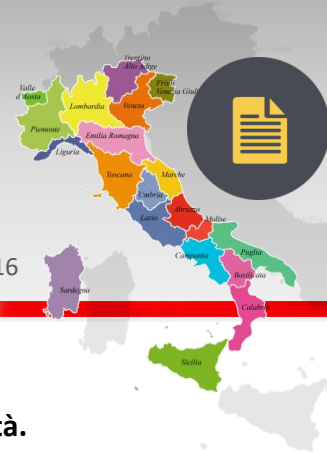 Trentino
Alto Adige
Friuli
Venezia Giulia
Valle
d'Aosta
Lombardia
Veneto
Piemonte
Emilia Romagna
Liguria
Toscana
Marche
Umbria
Abruzzo
Lazio
Molise
Puglia
Campania
Basilicata
16
Sardegna
Calabria
Sicilia
tà.